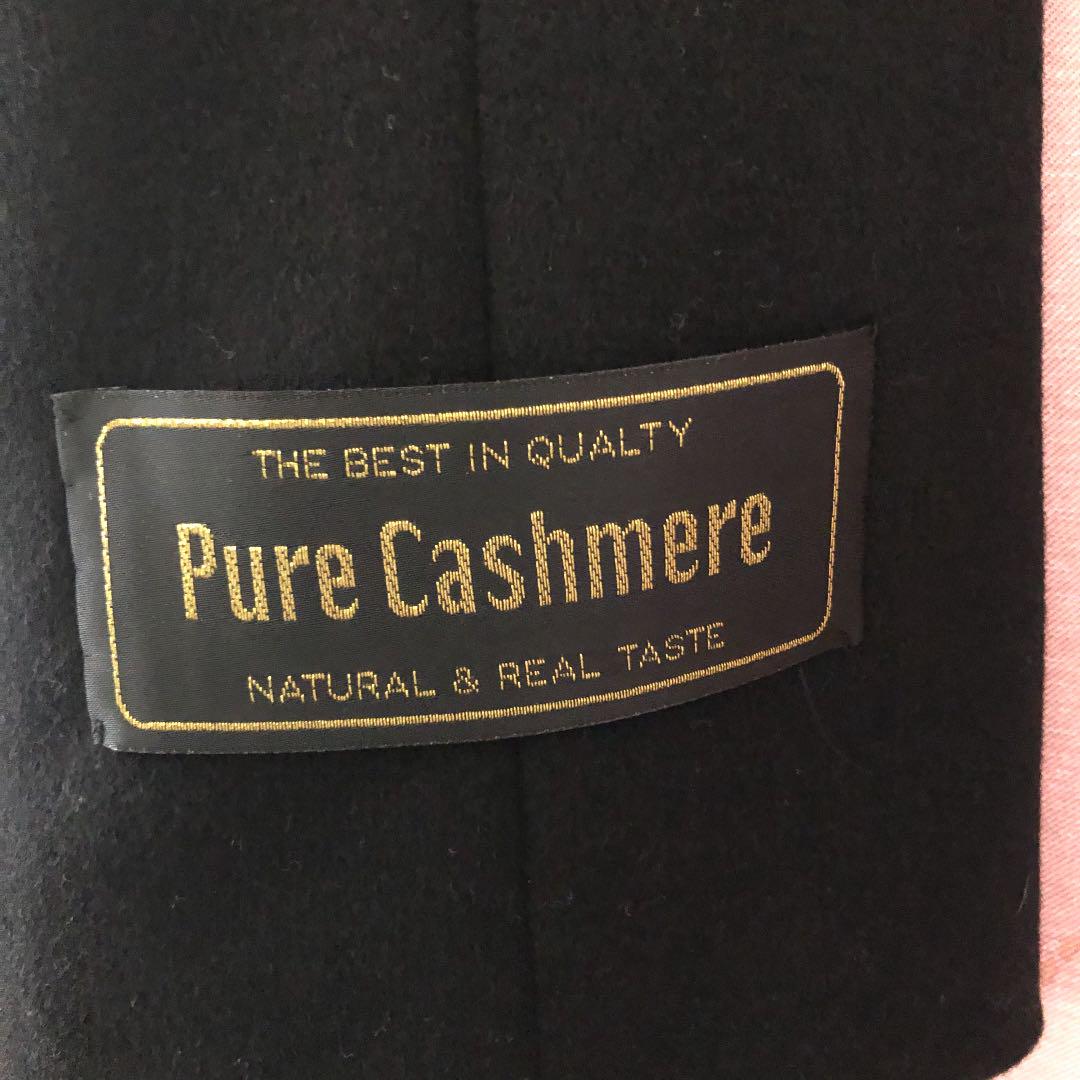 THE BEST IN QUALTY
Pure Cashmere
NATURAL & REAL TASTE